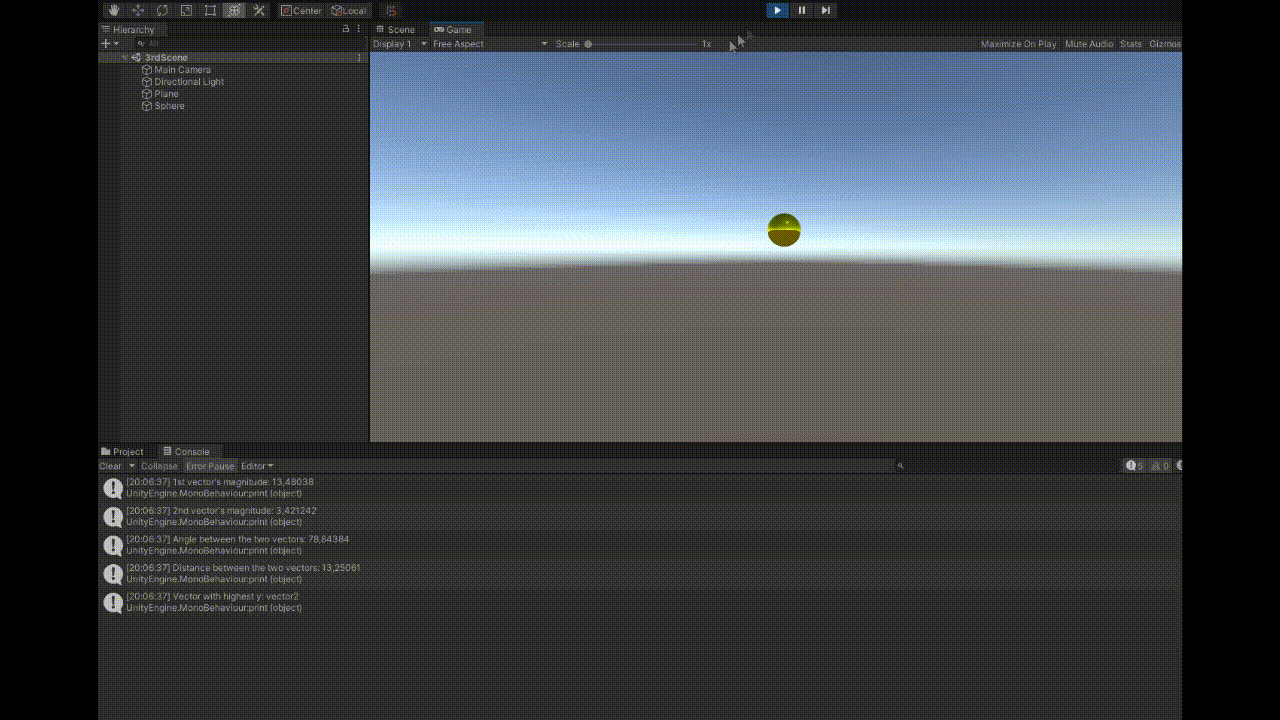 Center Local
Hierarchy
All
3rdScene
Main Camera
Directional Light
Plane
Sphere
Scene Game
Display 1 Free Aspect Scale 1x Maximize On Play Mute Audio Stats Gizmos
Project Console
Clear Collapse Error Pause Editor 5 0
[20:06:37] 1st vector's magnitude: 13,48038
UnityEngine.MonoBehaviour:print (object)
[20:06:37] 2nd vector's magnitude: 3,421242
UnityEngine.MonoBehaviour:print (object)
[20:06:37] Angle between the two vectors: 78,84384
UnityEngine.MonoBehaviour:print (object)
[20:06:37] Distance between the two vectors: 13,25061
UnityEngine.MonoBehaviour:print (object)
[20:06:37] Vector with highest y: vector2
UnityEngine.MonoBehaviour:print (object)